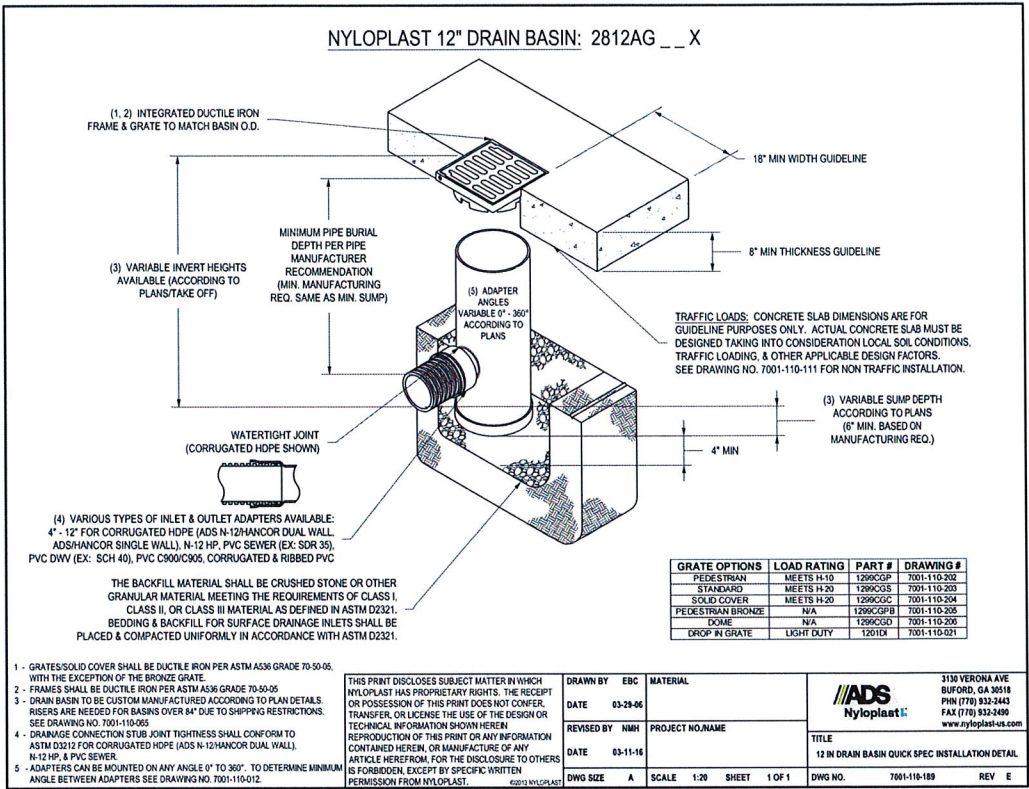 NYLOPLAST 12" DRAIN BASIN: 2812AG _ _ X
(1, 2) INTEGRATED DUCTILE IRON
FRAME & GRATE TO MATCH BASIN O.D.
18" MIN WIDTH GUIDELINE
MINIMUM PIPE BURIAL
DEPTH PER PIPE
MANUFACTURER
RECOMMENDATION
(MIN. MANUFACTURING
REQ. SAME AS MIN. SUMP)
8" MIN THICKNESS GUIDELINE
(3) VARIABLE INVERT HEIGHTS
AVAILABLE (ACCORDING TO
PLANS/TAKE OFF)
(5) ADAPTER
ANGLES
VARIABLE 0° - 360°
ACCORDING TO
PLANS
TRAFFIC LOADS: CONCRETE SLAB DIMENSIONS ARE FOR
GUIDELINE PURPOSES ONLY. ACTUAL CONCRETE SLAB MUST BE
DESIGNED TAKING INTO CONSIDERATION LOCAL SOIL CONDITIONS,
TRAFFIC LOADING, & OTHER APPLICABLE DESIGN FACTORS.
SEE DRAWING NO. 7001-110-111 FOR NON TRAFFIC INSTALLATION.
(3) VARIABLE SUMP DEPTH
ACCORDING TO PLANS
(6" MIN. BASED ON
MANUFACTURING REQ.)
4" MIN
WATERTIGHT JOINT
(CORRUGATED HDPE SHOWN)
(4) VARIOUS TYPES OF INLET & OUTLET ADAPTERS AVAILABLE:
4" - 12" FOR CORRUGATED HDPE (ADS N-12/HANCOR DUAL WALL,
ADS/HANCOR SINGLE WALL), N-12 HP, PVC SEWER (EX: SDR 35),
PVC DWV (EX: SCH 40), PVC C900/C905, CORRUGATED & RIBBED PVC
THE BACKFILL MATERIAL SHALL BE CRUSHED STONE OR OTHER
GRANULAR MATERIAL MEETING THE REQUIREMENTS OF CLASS I,
CLASS II, OR CLASS III MATERIAL AS DEFINED IN ASTM D2321.
BEDDING & BACKFILL FOR SURFACE DRAINAGE INLETS SHALL BE
PLACED & COMPACTED UNIFORMLY IN ACCORDANCE WITH ASTM D2321.
GRATE OPTIONS LOAD RATING PART # DRAWING #
PEDESTRIAN MEETS H-10 1299CGP 7001-110-202
STANDARD MEETS H-20 1299CGS 7001-110-203
SOLID COVER MEETS H-20 1299CGC 7001-110-204
PEDESTRIAN BRONZE N/A 1299CGPB 7001-110-205
DOME N/A 1299CGD 7001-110-206
DROP IN GRATE LIGHT DUTY 1201DI 7001-110-021
1 - GRATES/SOLID COVER SHALL BE DUCTILE IRON PER ASTM A536 GRADE 70-50-05,
WITH THE EXCEPTION OF THE BRONZE GRATE.
2 - FRAMES SHALL BE DUCTILE IRON PER ASTM A536 GRADE 70-50-05
3 - DRAIN BASIN TO BE CUSTOM MANUFACTURED ACCORDING TO PLAN DETAILS.
RISERS ARE NEEDED FOR BASINS OVER 84" DUE TO SHIPPING RESTRICTIONS.
SEE DRAWING NO. 7001-110-065
4 - DRAINAGE CONNECTION STUB JOINT TIGHTNESS SHALL CONFORM TO
ASTM D3212 FOR CORRUGATED HDPE (ADS N-12/HANCOR DUAL WALL),
N-12 HP, & PVC SEWER.
5 - ADAPTERS CAN BE MOUNTED ON ANY ANGLE 0° TO 360°. TO DETERMINE MINIMUM
ANGLE BETWEEN ADAPTERS SEE DRAWING NO. 7001-110-012.
THIS PRINT DISCLOSES SUBJECT MATTER IN WHICH
NYLOPLAST HAS PROPRIETARY RIGHTS. THE RECEIPT
OR POSSESSION OF THIS PRINT DOES NOT CONFER,
TRANSFER, OR LICENSE THE USE OF THE DESIGN OR
TECHNICAL INFORMATION SHOWN HEREIN
REPRODUCTION OF THIS PRINT OR ANY INFORMATION
CONTAINED HEREIN, OR MANUFACTURE OF ANY
ARTICLE HEREFROM, FOR THE DISCLOSURE TO OTHERS
IS FORBIDDEN, EXCEPT BY SPECIFIC WRITTEN
PERMISSION FROM NYLOPLAST.
©2013 NYLOPLAST
DRAWN BY EBC
DATE 03-29-06
REVISED BY NMH
DATE 03-11-16
DWG SIZE A
MATERIAL
PROJECT NO./NAME
SCALE 1:20 SHEET 1 OF 1
ADS
Nyloplast
3130 VERONA AVE
BUFORD, GA 30518
PHN (770) 932-2443
FAX (770) 932-2490
www.nyloplast-us.com
TITLE
12 IN DRAIN BASIN QUICK SPEC INSTALLATION DETAIL
DWG NO. 7001-110-189 REV E